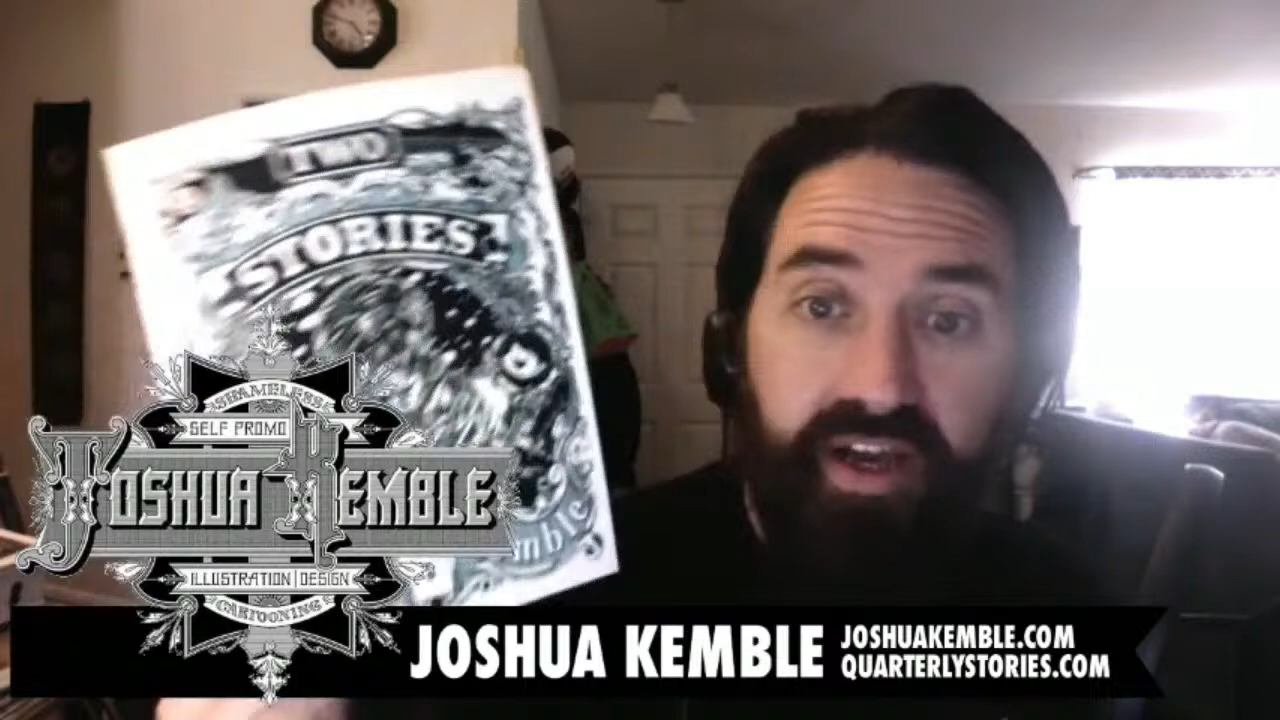 TWO
STORIES
SHAMELESS
SELF PROMO
JOSHUA KEMBLE
ILLUSTRATION|DESIGN
CARTOONING
JOSHUA KEMBLE
JOSHUAKEMBLE.COM
QUARTERLYSTORIES.COM